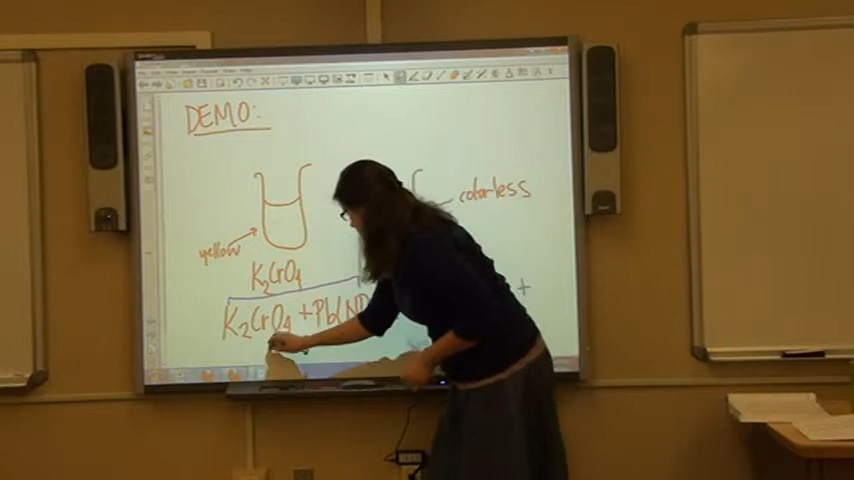 DEMO:
colorless
yellow
K₂CrO₄
K₂CrO₄ + Pb(NO
+